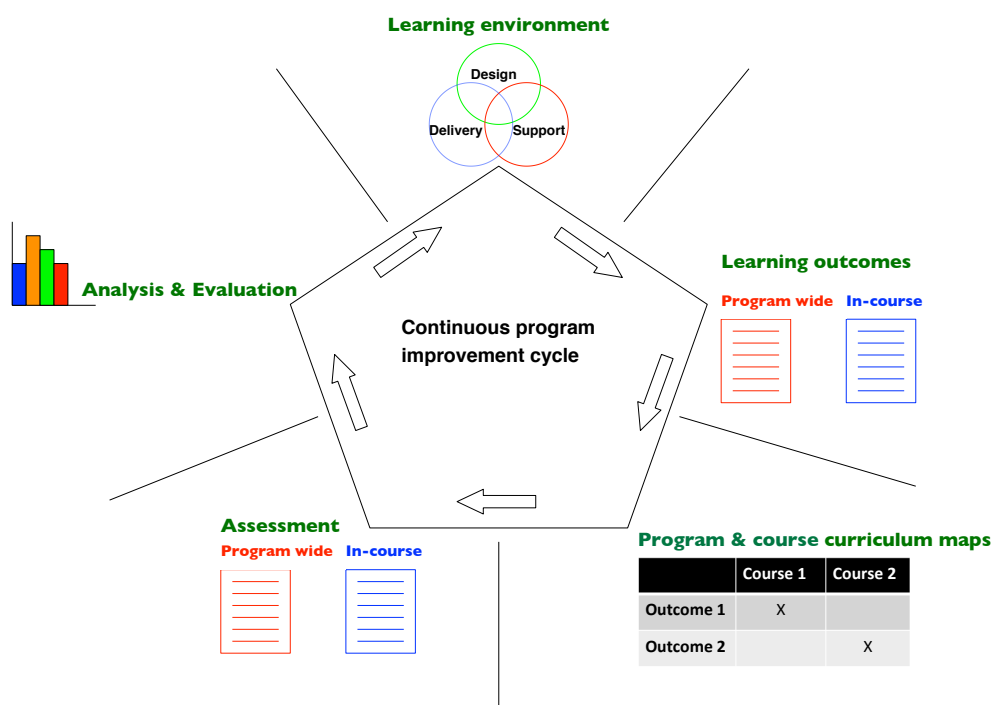 Learning environment
Design
Delivery
Support
Analysis & Evaluation
Continuous program
improvement cycle
Learning outcomes
Program wide In-course
Assessment
Program wide In-course
Program & course curriculum maps
Course 1 Course 2
Outcome 1 X
Outcome 2 X